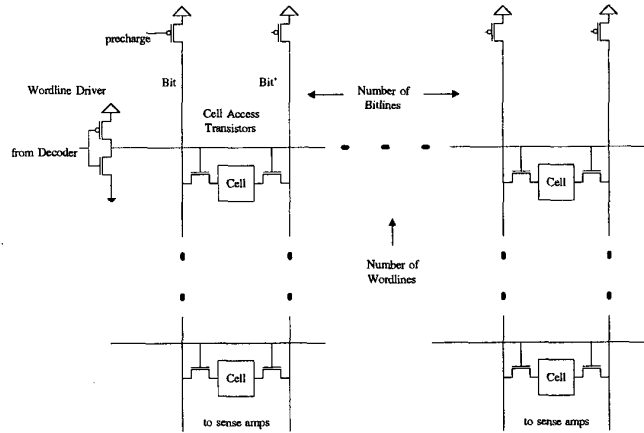 precharge
Bit
Bit'
Wordline Driver
Number of
Bitlines
Cell Access
Transistors
from Decoder
Cell
Cell
Number of
Wordlines
Cell
Cell
to sense amps
to sense amps